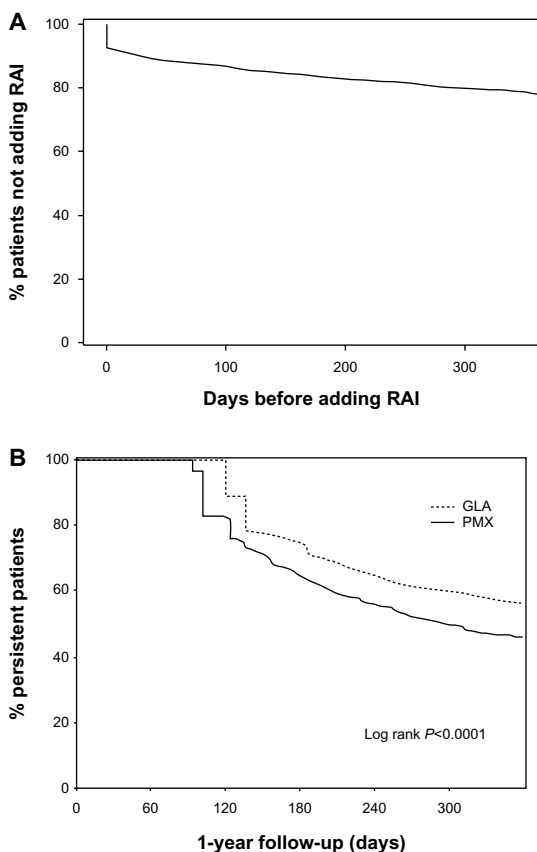 A
100
80
60
40
80
0
% patients not adding RAI
0 100 200 300
Days before adding RAI
B
100
80
60
40
20
0
% persistent patients
GLA
PMX
Log rank P<0.0001
0 60 120 180 240 300
1-year follow-up (days)